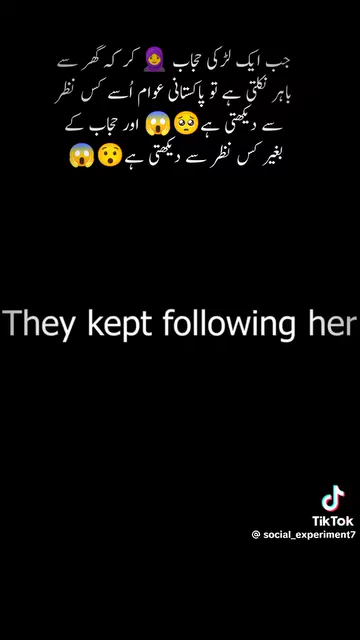 جب ایک لڑکی حجاب 🧕 کر کہ گھر سے
باہر نکلتی ہے تو پاکستانی عوام اُسے کس نظر
سے دیکھتی ہے🥺😱 اور حجاب کے
بغیر کس نظر سے دیکھتی ہے😯😱
They kept following her
TikTok
@ social_experiment7